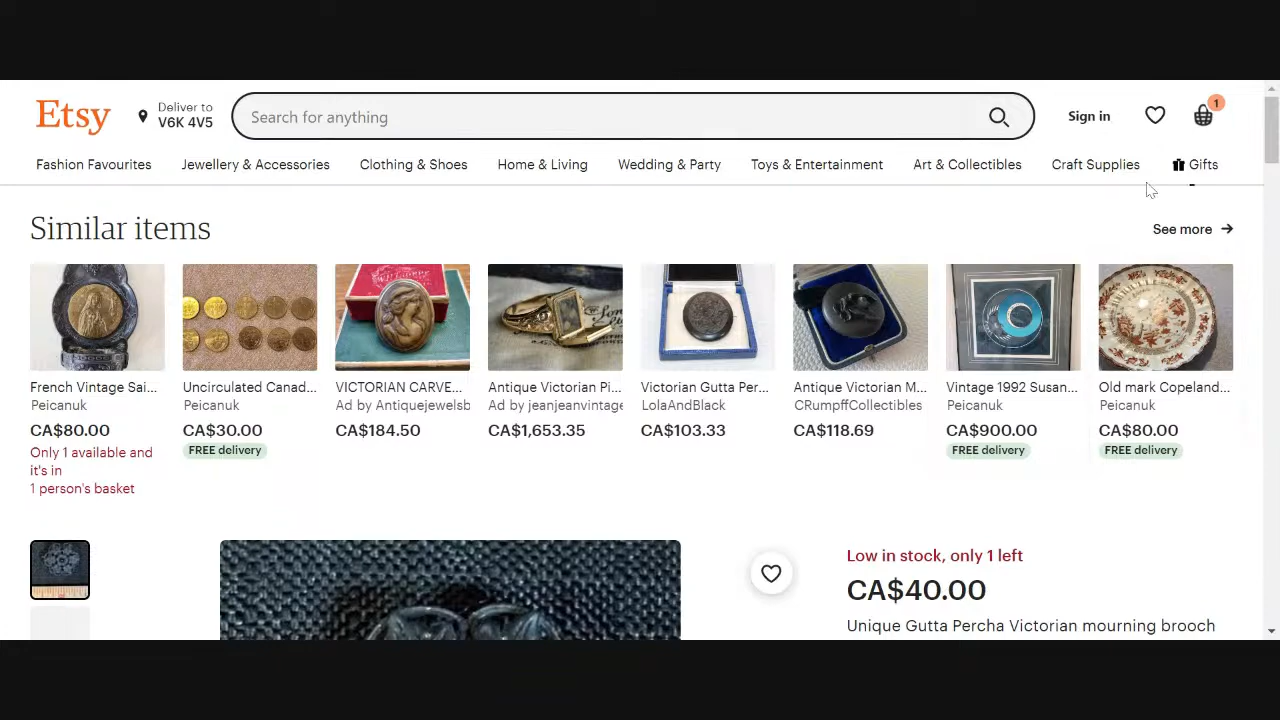 Etsy
Deliver to
V6K 4V5
Search for anything
Sign in
1
Fashion Favourites
Jewellery & Accessories
Clothing & Shoes
Home & Living
Wedding & Party
Toys & Entertainment
Art & Collectibles
Craft Supplies
Gifts
Similar items
See more
French Vintage Sai...
Peicanuk
CA$80.00
Only 1 available and
it's in
1 person's basket
Uncirculated Canad...
Peicanuk
CA$30.00
FREE delivery
VICTORIAN CARVE...
Ad by Antiquejewelsb
CA$184.50
Antique Victorian Pi...
Ad by jeanjeanvintage
CA$1,653.35
Victorian Gutta Per...
LolaAndBlack
CA$103.33
Antique Victorian M...
CRumpffCollectibles
CA$118.69
Vintage 1992 Susan...
Peicanuk
CA$900.00
FREE delivery
Old mark Copeland...
Peicanuk
CA$80.00
FREE delivery
Low in stock, only 1 left
CA$40.00
Unique Gutta Percha Victorian mourning brooch